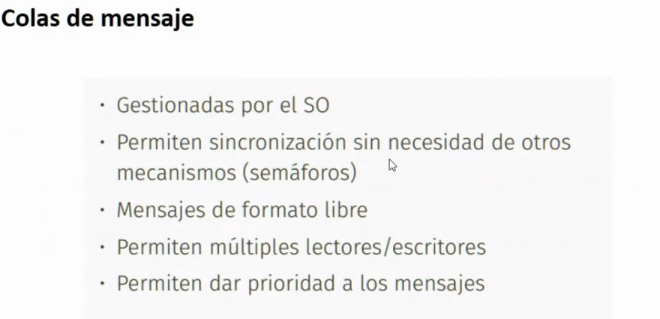 Colas de mensaje
· Gestionadas por el SO
· Permiten sincronización sin necesidad de otros
mecanismos (semáforos)
· Mensajes de formato libre
· Permiten múltiples lectores/escritores
· Permiten dar prioridad a los mensajes